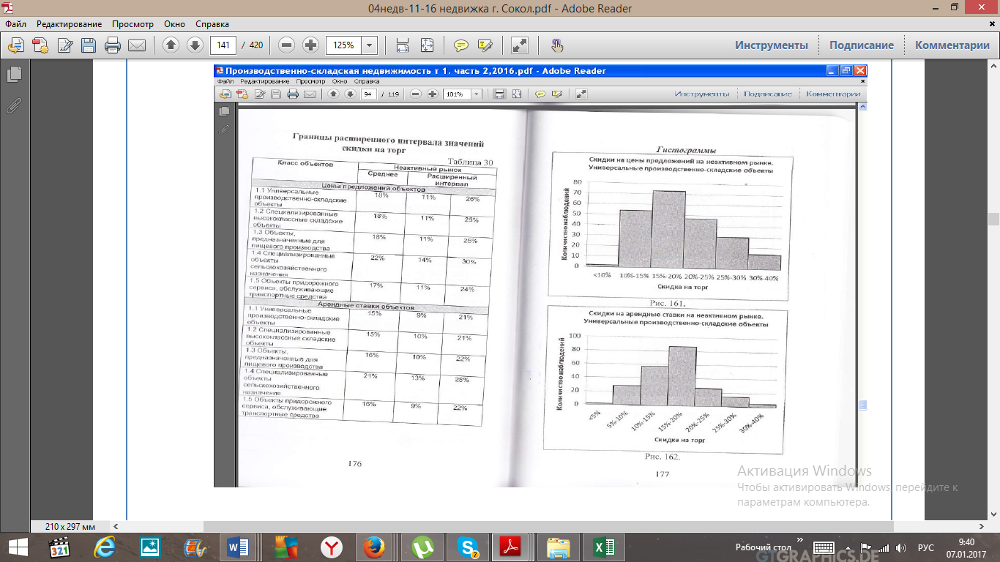 04недв-11-16 недвижка г. Сокол.pdf - Adobe Reader
Файл Редактирование Просмотр Окно Справка
141 / 420 125% Инструменты Подписание Комментарии
Производственно-складская недвижимость т 1. часть 2,2016.pdf - Adobe Reader
Файл Редактирование Просмотр Окно Справка
94 / 119 101% Инструменты Подписание Комментарии
Границы расширенного интервала значений
скидки на торг
Таблица 30
Класс объектов Неактивный рынок
Среднее Расширенный
интервал
Цены предложений объектов
1.1 Универсальные 18% 11% 26%
производственно-складские
объекты
1.2 Специализированные 18% 11% 25%
высококлассные складские
объекты
1.3 Объекты, 18% 11% 25%
предназначенные для
пищевого производства
1.4 Специализированные 22% 14% 30%
объекты
сельскохозяйственного
назначения
1.5 Объекты придорожного 17% 11% 24%
сервиса, обслуживающие
транспортные средства
Арендные ставки объектов
1.1 Универсальные 15% 9% 21%
производственно-складские
объекты
1.2 Специализированные 15% 10% 21%
высококлассные складские
объекты
1.3 Объекты, 16% 10% 22%
предназначенные для
пищевого производства
1.4 Специализированные 21% 13% 28%
объекты
сельскохозяйственного
назначения
1.5 Объекты придорожного 16% 9% 22%
сервиса, обслуживающие
транспортные средства
176
Гистограммы
Скидки на цены предложений на неактивном рынке.
Универсальные производственно-складские объекты
Количество наблюдений
80
70
60
50
40
30
20
10
0
<10% 10%-15% 15%-20% 20%-25% 25%-30% 30%-40%
Скидка на торг
Рис. 161.
Скидки на арендные ставки на неактивном рынке.
Универсальные производственно-складские объекты
Количество наблюдений
100
80
60
40
20
0
<5% 5%-10% 10%-15% 15%-20% 20%-25% 25%-30% 30%-40%
Скидка на торг
Рис. 162.
177
Активация Windows
Чтобы активировать Windows, перейдите к
параметрам компьютера.
210 x 297 мм
321
7
Рабочий стол
РУС
9:40
07.01.2017
GTGRAPHICS.DE